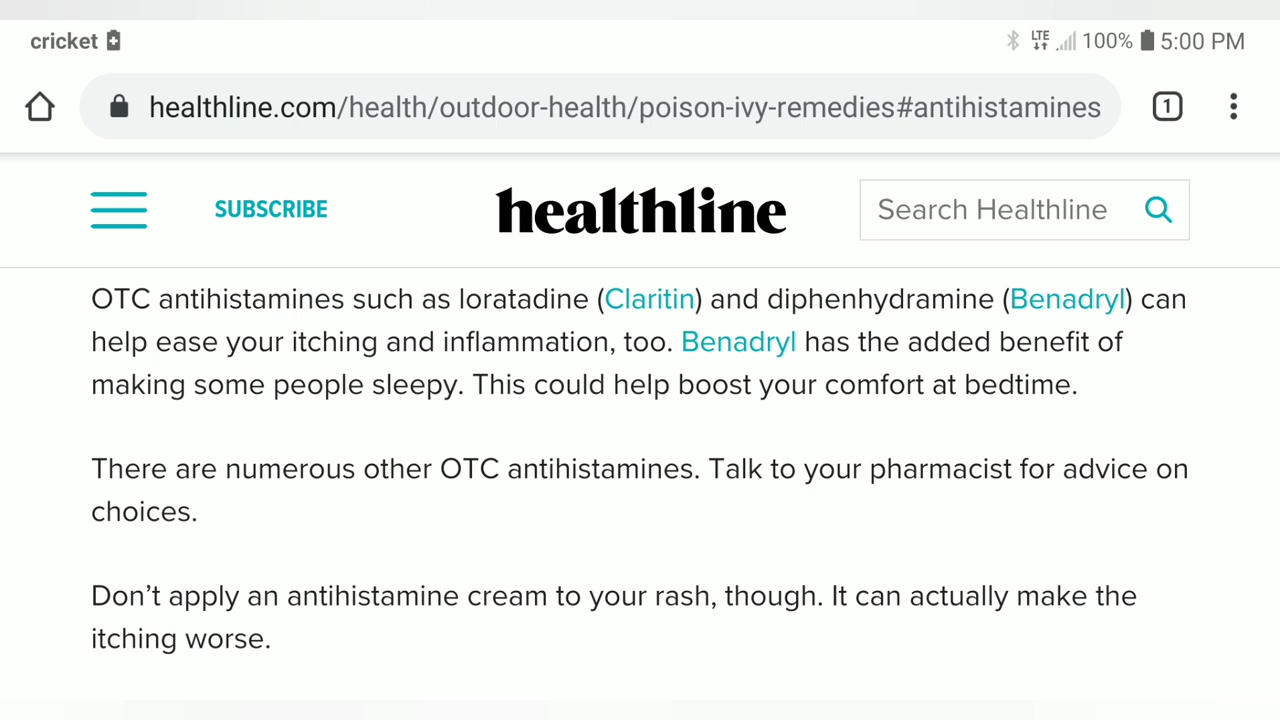 cricket
LTE 100% 5:00 PM
healthline.com/health/outdoor-health/poison-ivy-remedies#antihistamines
1
SUBSCRIBE
healthline
Search Healthline
OTC antihistamines such as loratadine (Claritin) and diphenhydramine (Benadryl) can
help ease your itching and inflammation, too. Benadryl has the added benefit of
making some people sleepy. This could help boost your comfort at bedtime.
There are numerous other OTC antihistamines. Talk to your pharmacist for advice on
choices.
Don’t apply an antihistamine cream to your rash, though. It can actually make the
itching worse.